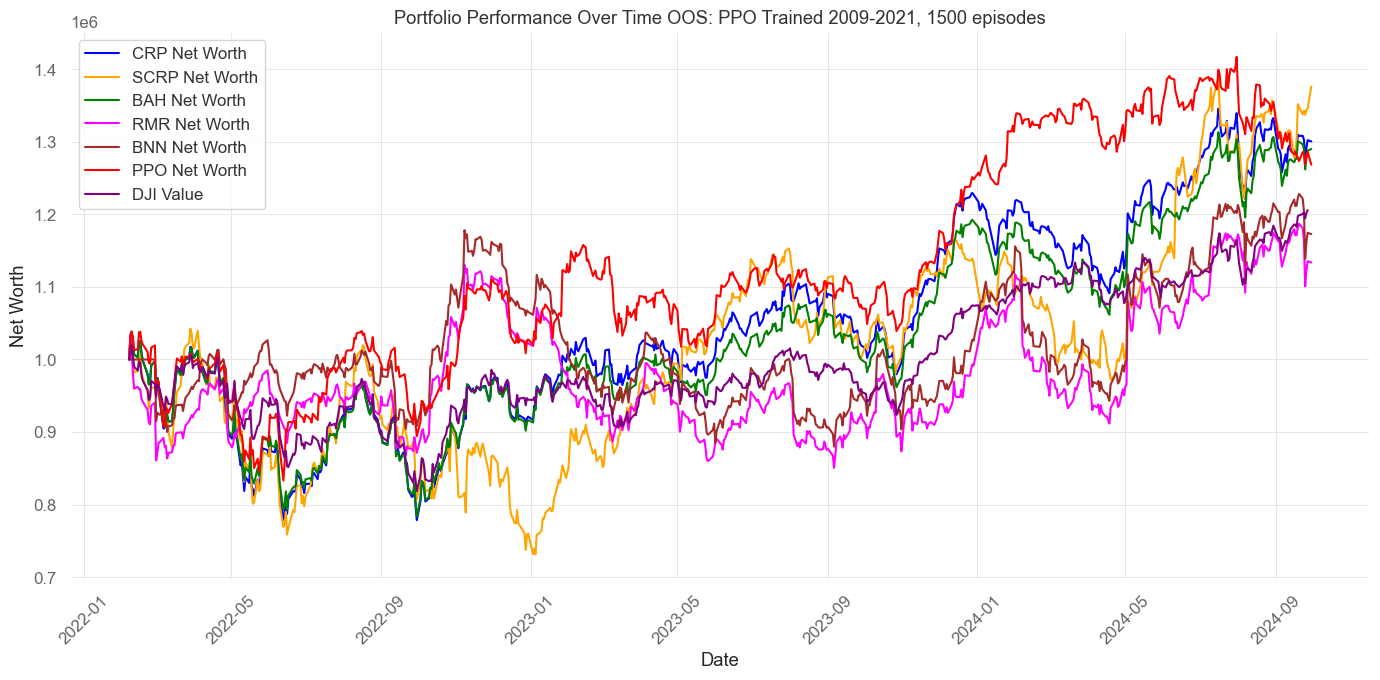 Portfolio Performance Over Time OOS: PPO Trained 2009-2021, 1500 episodes
1e6
CRP Net Worth
SCRP Net Worth
BAH Net Worth
RMR Net Worth
BNN Net Worth
PPO Net Worth
DJI Value
1.4
1.3
1.2
1.1
1.0
0.9
0.8
0.7
Net Worth
2022-01
2022-05
2022-09
2023-01
2023-05
2023-09
2024-01
2024-05
2024-09
Date